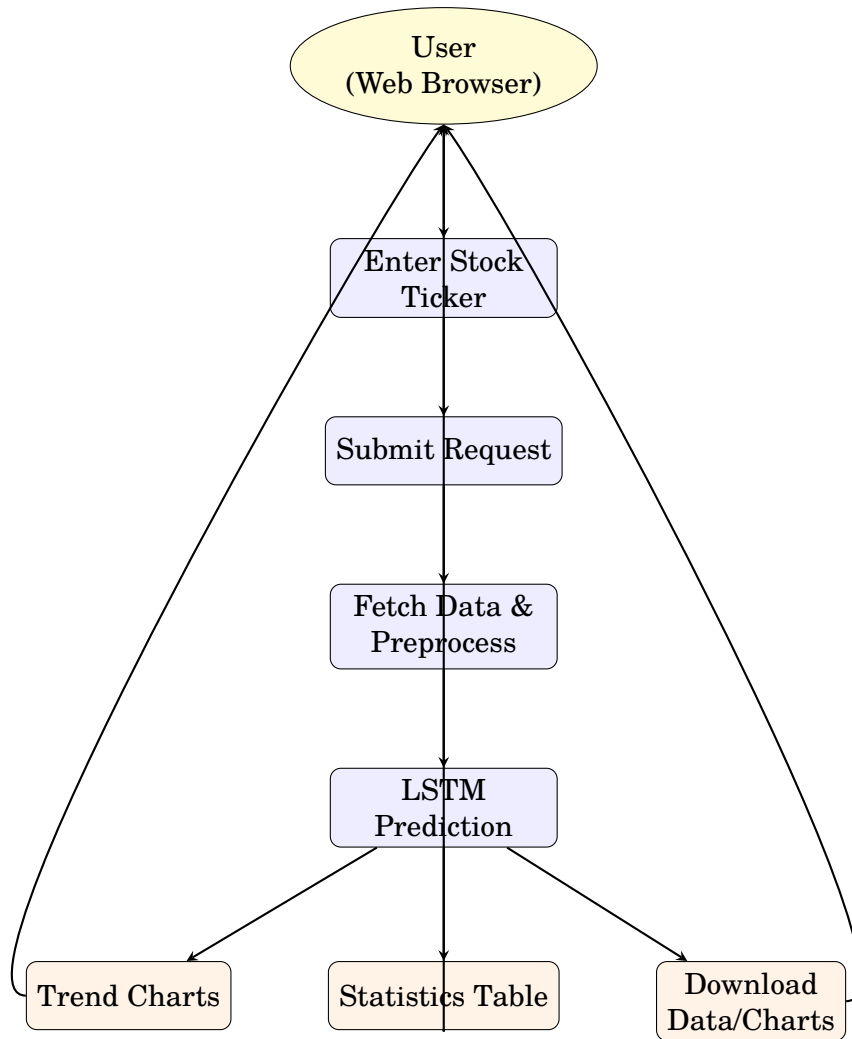 User
(Web Browser)
Enter Stock
Ticker
Submit Request
Fetch Data &
Preprocess
LSTM
Prediction
Trend Charts
Statistics Table
Download
Data/Charts